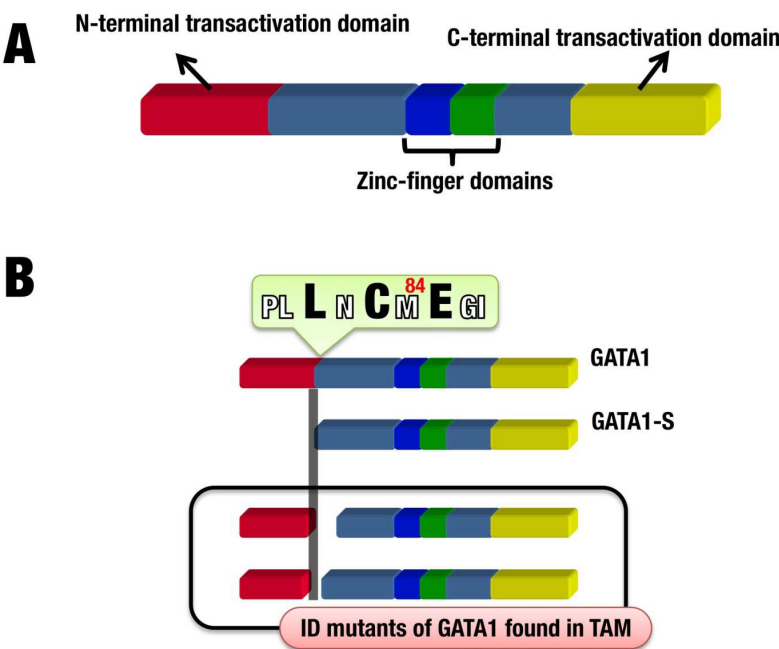 A
N-terminal transactivation domain
C-terminal transactivation domain
Zinc-finger domains
B
PL L N C M 84 E GI
GATA1
GATA1-S
ID mutants of GATA1 found in TAM